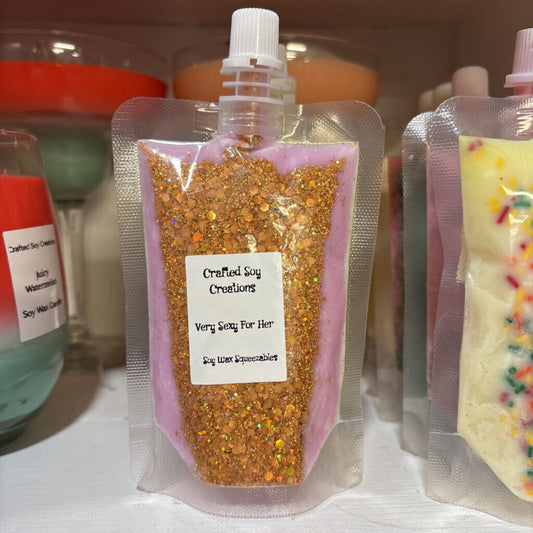 Crafted Soy Creations
Juicy
Watermelon
Soy Wax Candle
Crafted Soy
Creations
Very Sexy For Her
Soy Wax Squeezables